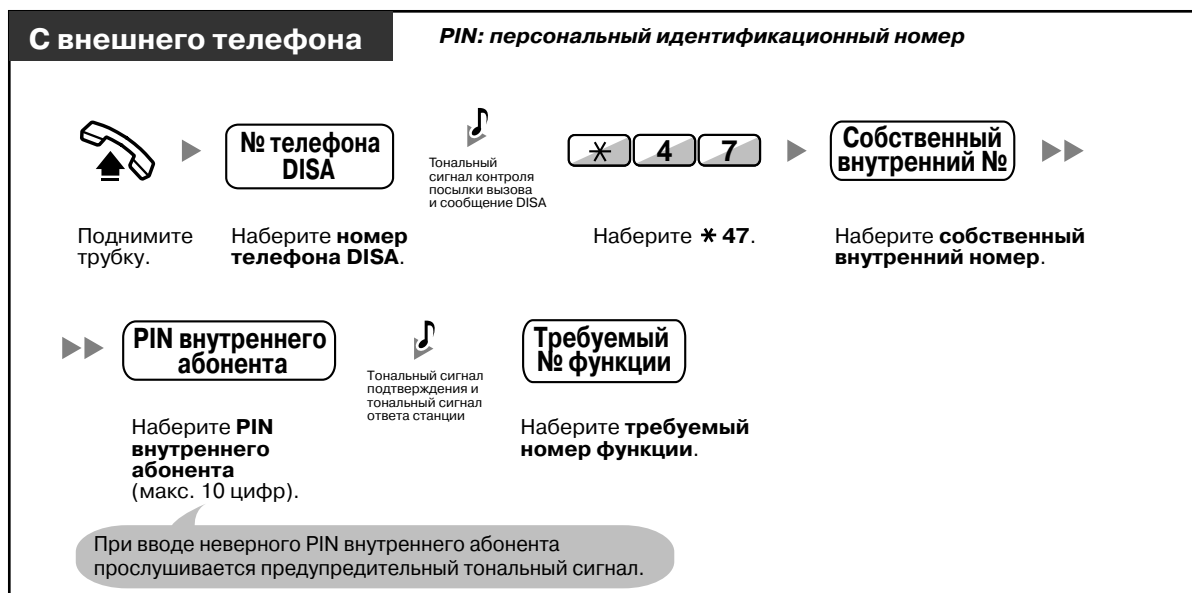 С внешнего телефона
PIN: персональный идентификационный номер
№ телефона
DISA
Тональный
сигнал контроля
посылки вызова
и сообщение DISA
* 4 7
Собственный
внутренний №
Поднимите
трубку.
Наберите номер
телефона DISA.
Наберите * 47.
Наберите собственный
внутренний номер.
PIN внутреннего
абонента
Тональный сигнал
подтверждения и
тональный сигнал
ответа станции
Требуемый
№ функции
Наберите PIN
внутреннего
абонента
(макс. 10 цифр).
Наберите требуемый
номер функции.
При вводе неверного PIN внутреннего абонента
прослушивается предупредительный тональный сигнал.